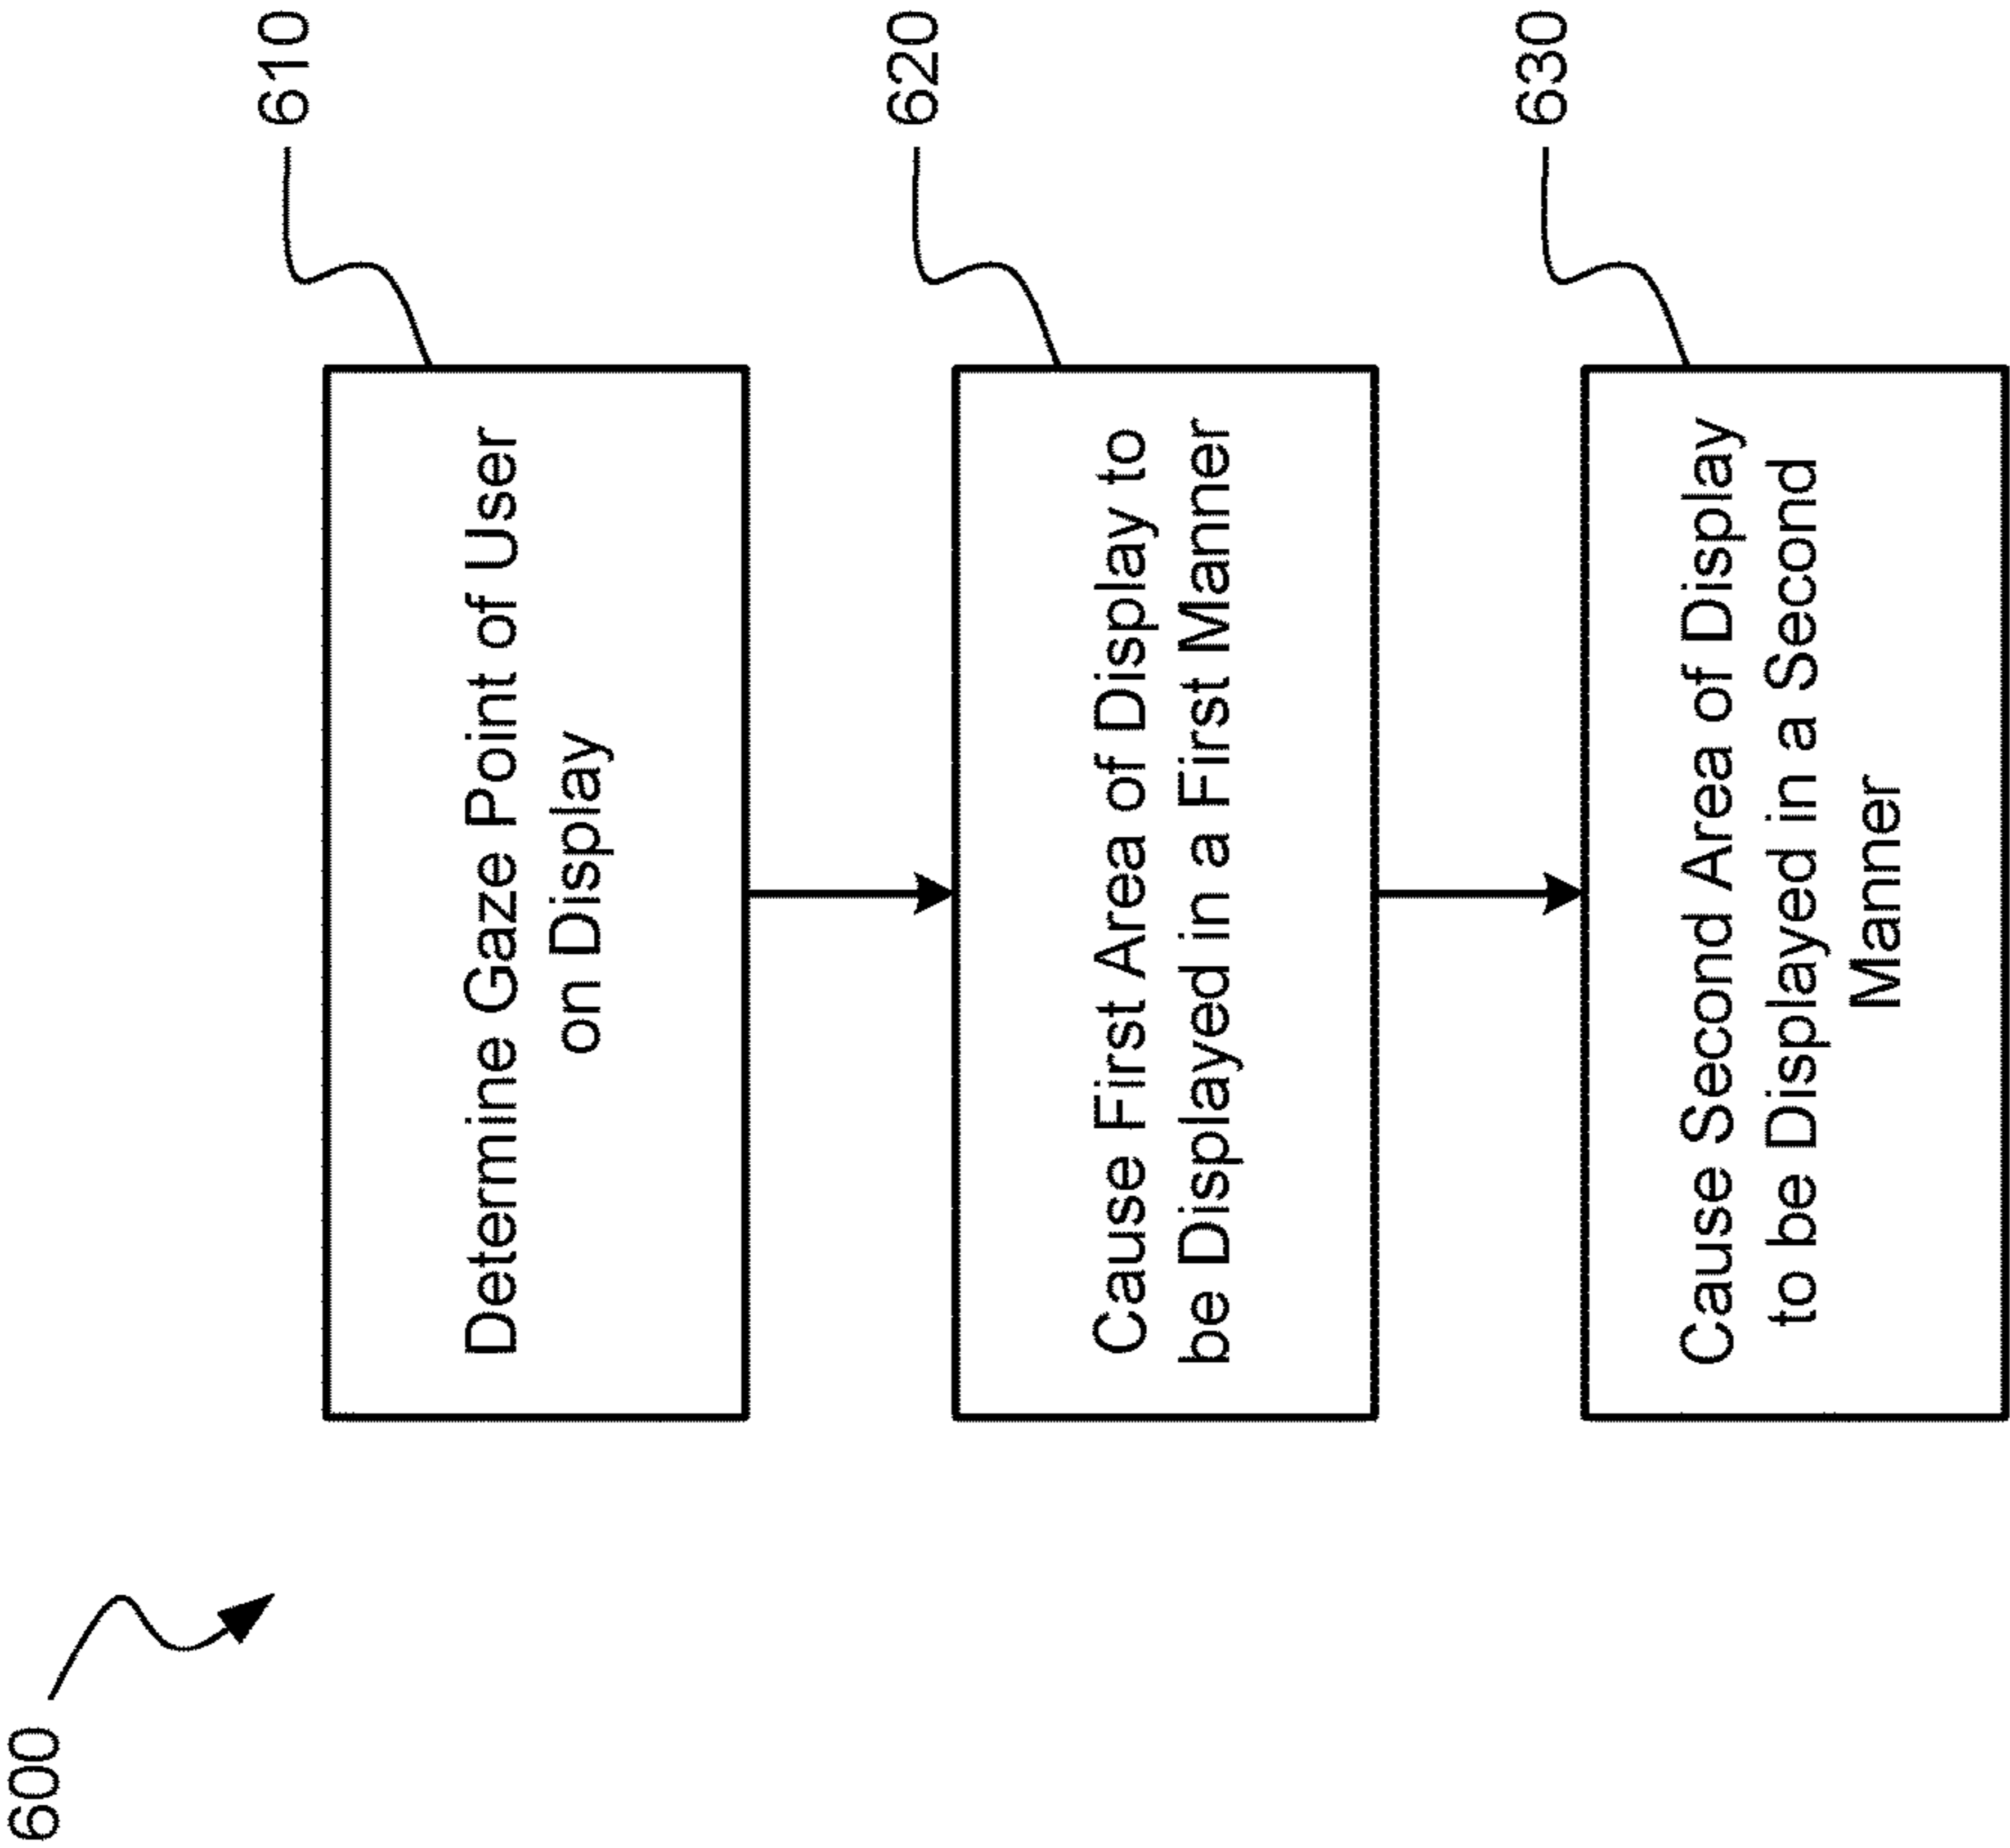 600
610
Determine Gaze Point of User
on Display
620
Cause First Area of Display to
be Displayed in a First Manner
630
Cause Second Area of Display
to be Displayed in a Second
Manner